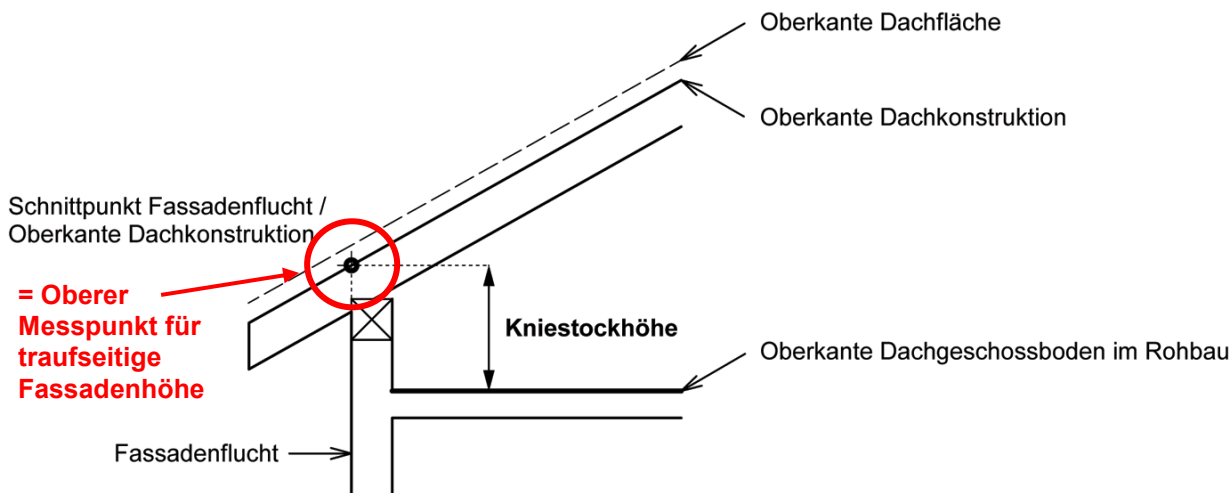 Oberkante Dachfläche
Oberkante Dachkonstruktion
Schnittpunkt Fassadenflucht /
Oberkante Dachkonstruktion
= Oberer
Messpunkt für
traufseitige
Fassadenhöhe
Kniestockhöhe
Oberkante Dachgeschossboden im Rohbau
Fassadenflucht